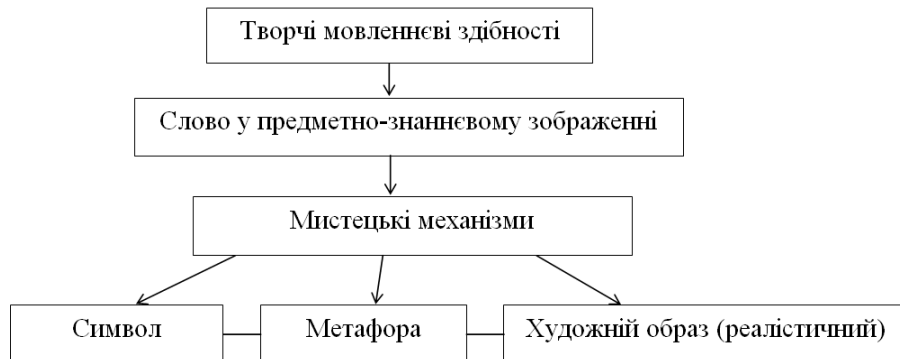 Творчі мовленнєві здібності
Слово у предметно-знаннєвому зображенні
Мистецькі механізми
Символ
Метафора
Художній образ (реалістичний)